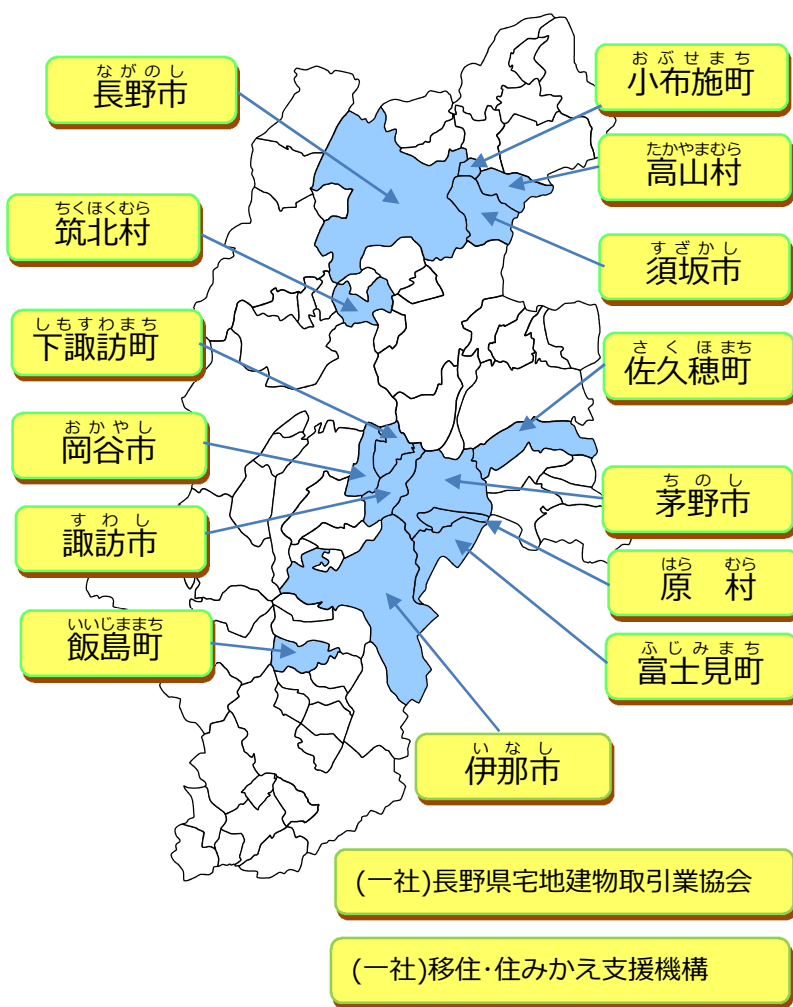 ながのし
長野市
おぶせまち
小布施町
たかやまむら
高山村
ちくほくむら
筑北村
すざかし
須坂市
しもすわまち
下諏訪町
さくほまち
佐久穂町
おかやし
岡谷市
ちのし
茅野市
すわし
諏訪市
はら むら
原 村
いいじままち
飯島町
ふじみまち
富士見町
いなし
伊那市
(一社)長野県宅地建物取引業協会
(一社)移住・住みかえ支援機構